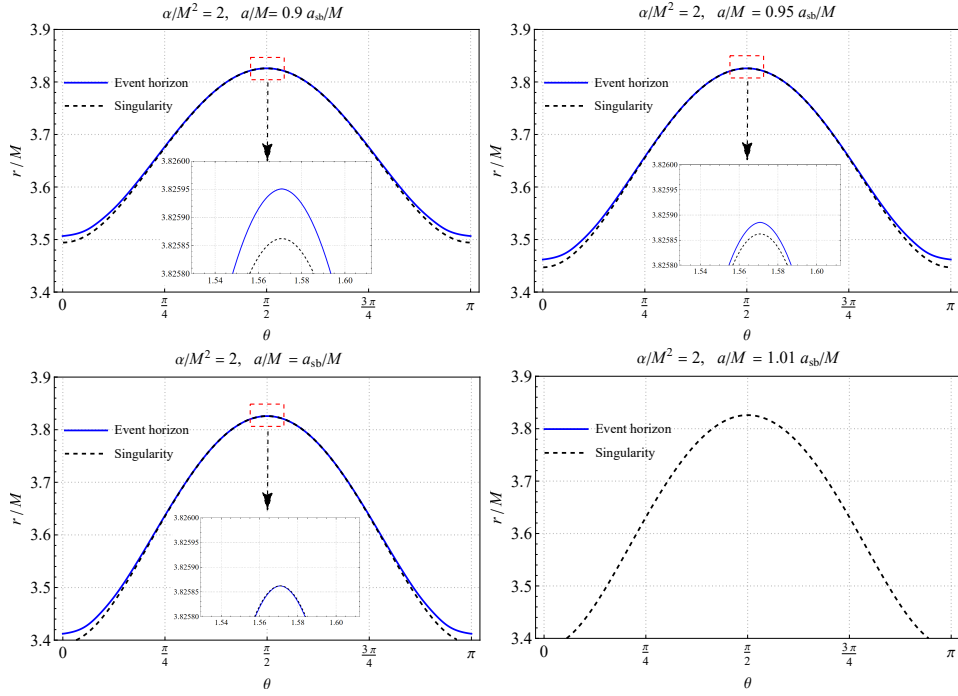 α/M² = 2, a/M= 0.9 a_sb/M
3.9
3.8
3.7
3.6
3.5
3.4
r / M
Event horizon
Singularity
3.82600
3.82595
3.82590
3.82585
3.82580
1.54 1.56 1.58 1.60
0 π/4 π/2 3π/4 π
θ
α/M² = 2, a/M = 0.95 a_sb/M
3.9
3.8
3.7
3.6
3.5
3.4
r / M
Event horizon
Singularity
3.82600
3.82595
3.82590
3.82585
3.82580
1.54 1.56 1.58 1.60
0 π/4 π/2 3π/4 π
θ
α/M² = 2, a/M = a_sb/M
3.9
3.8
3.7
3.6
3.5
3.4
r / M
Event horizon
Singularity
3.82600
3.82595
3.82590
3.82585
3.82580
1.54 1.56 1.58 1.60
0 π/4 π/2 3π/4 π
θ
α/M² = 2, a/M = 1.01 a_sb/M
3.9
3.8
3.7
3.6
3.5
3.4
r / M
Event horizon
Singularity
0 π/4 π/2 3π/4 π
θ